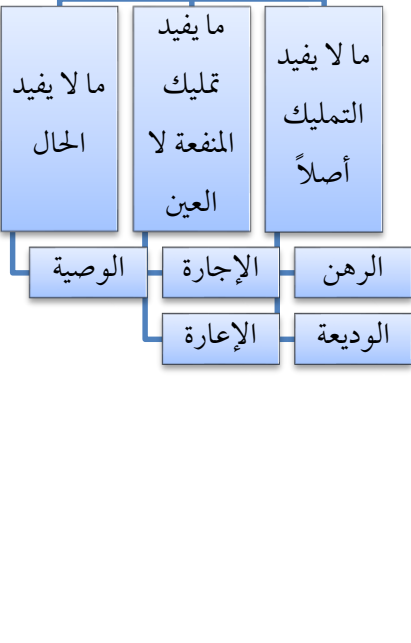 ما لا يفيد
التمليك
أصلاً
ما يفيد
تمليك
المنفعة لا
العين
ما لا يفيد
الحال
الرهن
الإجارة
الوصية
الوديعة
الإعارة